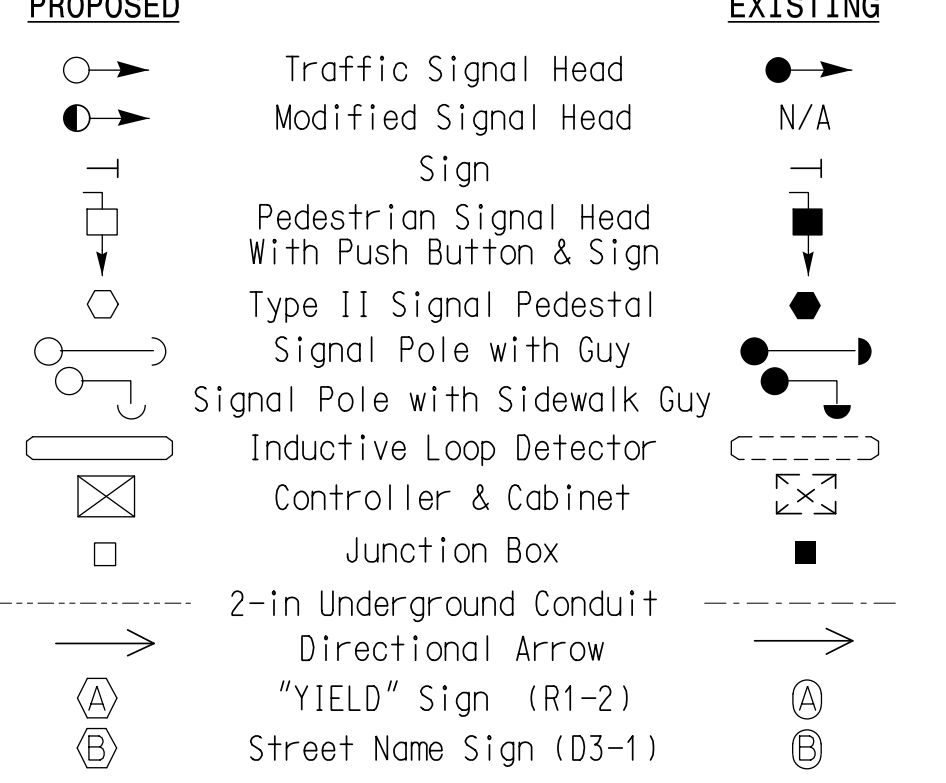 PROPOSED EXISTING
Traffic Signal Head
Modified Signal Head N/A
Sign
Pedestrian Signal Head
With Push Button & Sign
Type II Signal Pedestal
Signal Pole with Guy
Signal Pole with Sidewalk Guy
Inductive Loop Detector
Controller & Cabinet
Junction Box
2-in Underground Conduit
Directional Arrow
A "YIELD" Sign (R1-2) A
B Street Name Sign (D3-1) B